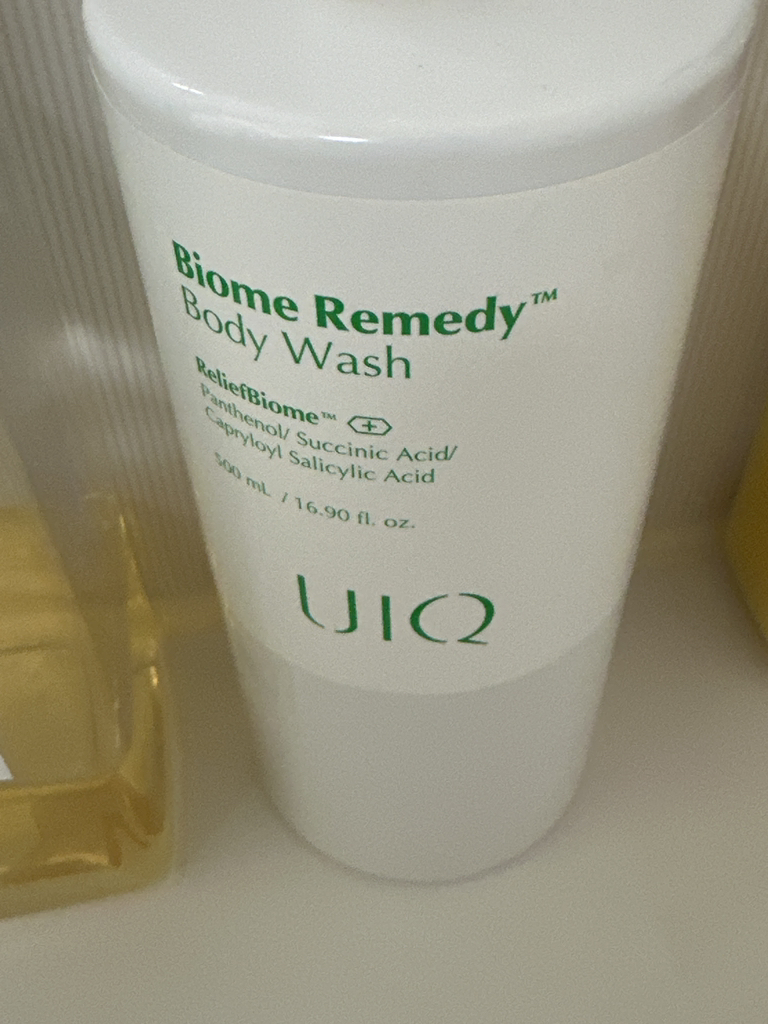 Biome Remedy™
Body Wash
ReliefBiome™
Panthenol/ Succinic Acid/
Capryloyl Salicylic Acid
500 mL / 16.90 fl. oz.
UIQ